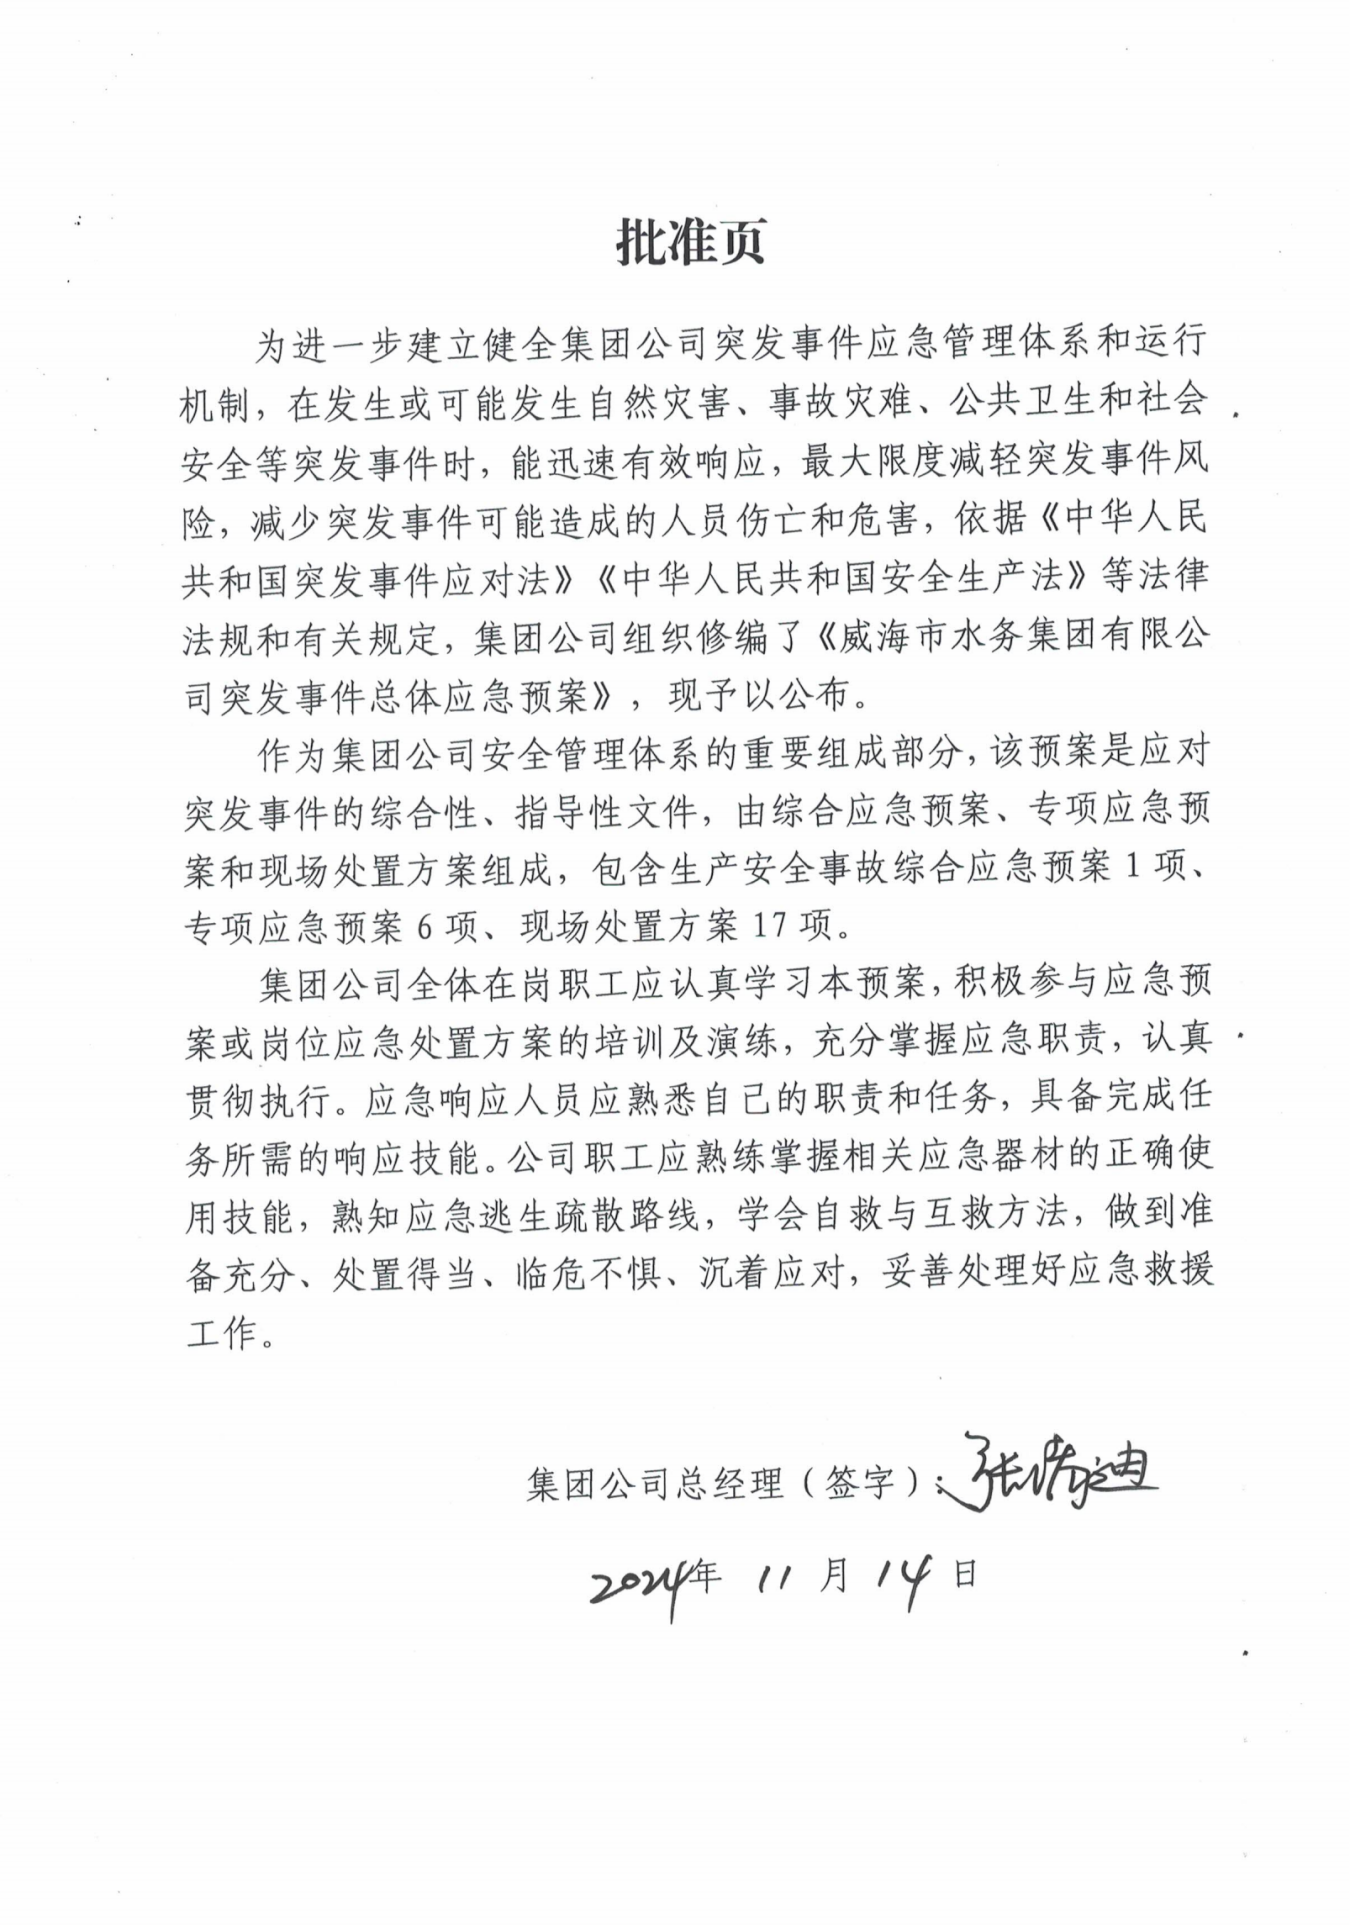 批准页
为进一步建立健全集团公司突发事件应急管理体系和运行
机制，在发生或可能发生自然灾害、事故灾难、公共卫生和社会
安全等突发事件时，能迅速有效响应，最大限度减轻突发事件风
险，减少突发事件可能造成的人员伤亡和危害，依据《中华人民
共和国突发事件应对法》《中华人民共和国安全生产法》等法律
法规和有关规定，集团公司组织修编了《威海市水务集团有限公
司突发事件总体应急预案》，现予以公布。
作为集团公司安全管理体系的重要组成部分，该预案是应对
突发事件的综合性、指导性文件，由综合应急预案、专项应急预
案和现场处置方案组成，包含生产安全事故综合应急预案 1 项、
专项应急预案 6 项、现场处置方案 17 项。
集团公司全体在岗职工应认真学习本预案，积极参与应急预
案或岗位应急处置方案的培训及演练，充分掌握应急职责，认真
贯彻执行。应急响应人员应熟悉自己的职责和任务，具备完成任
务所需的响应技能。公司职工应熟练掌握相关应急器材的正确使
用技能，熟知应急逃生疏散路线，学会自救与互救方法，做到准
备充分、处置得当、临危不惧、沉着应对，妥善处理好应急救援
工作。
集团公司总经理（签字）：张
2024年 11 月 14 日